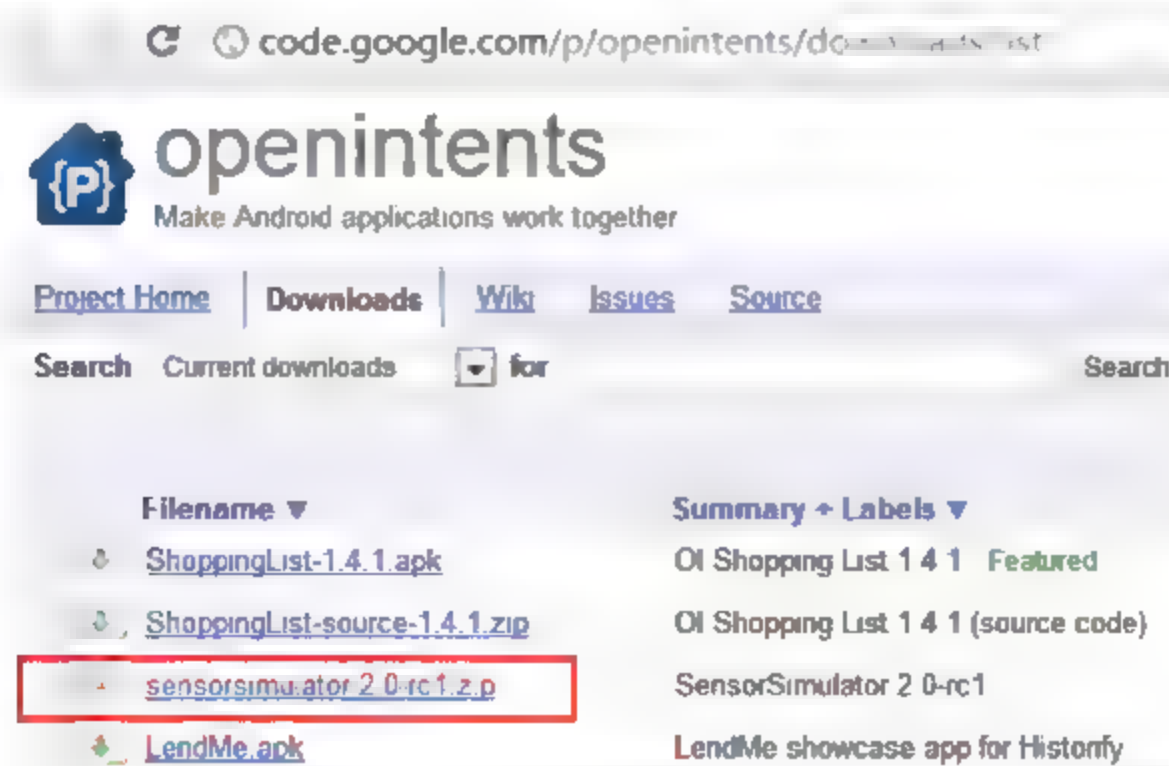 code.google.com/p/openintents/
{P}
openintents
Make Android applications work together
Project Home Downloads Wiki Issues Source
Search Current downloads for Search
Filename ▼ Summary + Labels ▼
ShoppingList-1.4.1.apk OI Shopping List 1 4 1 Featured
ShoppingList-source-1.4.1.zip OI Shopping List 1 4 1 (source code)
sensorsimulator 2 0-rc1.zip SensorSimulator 2 0-rc1
LendMe.apk LendMe showcase app for Historify